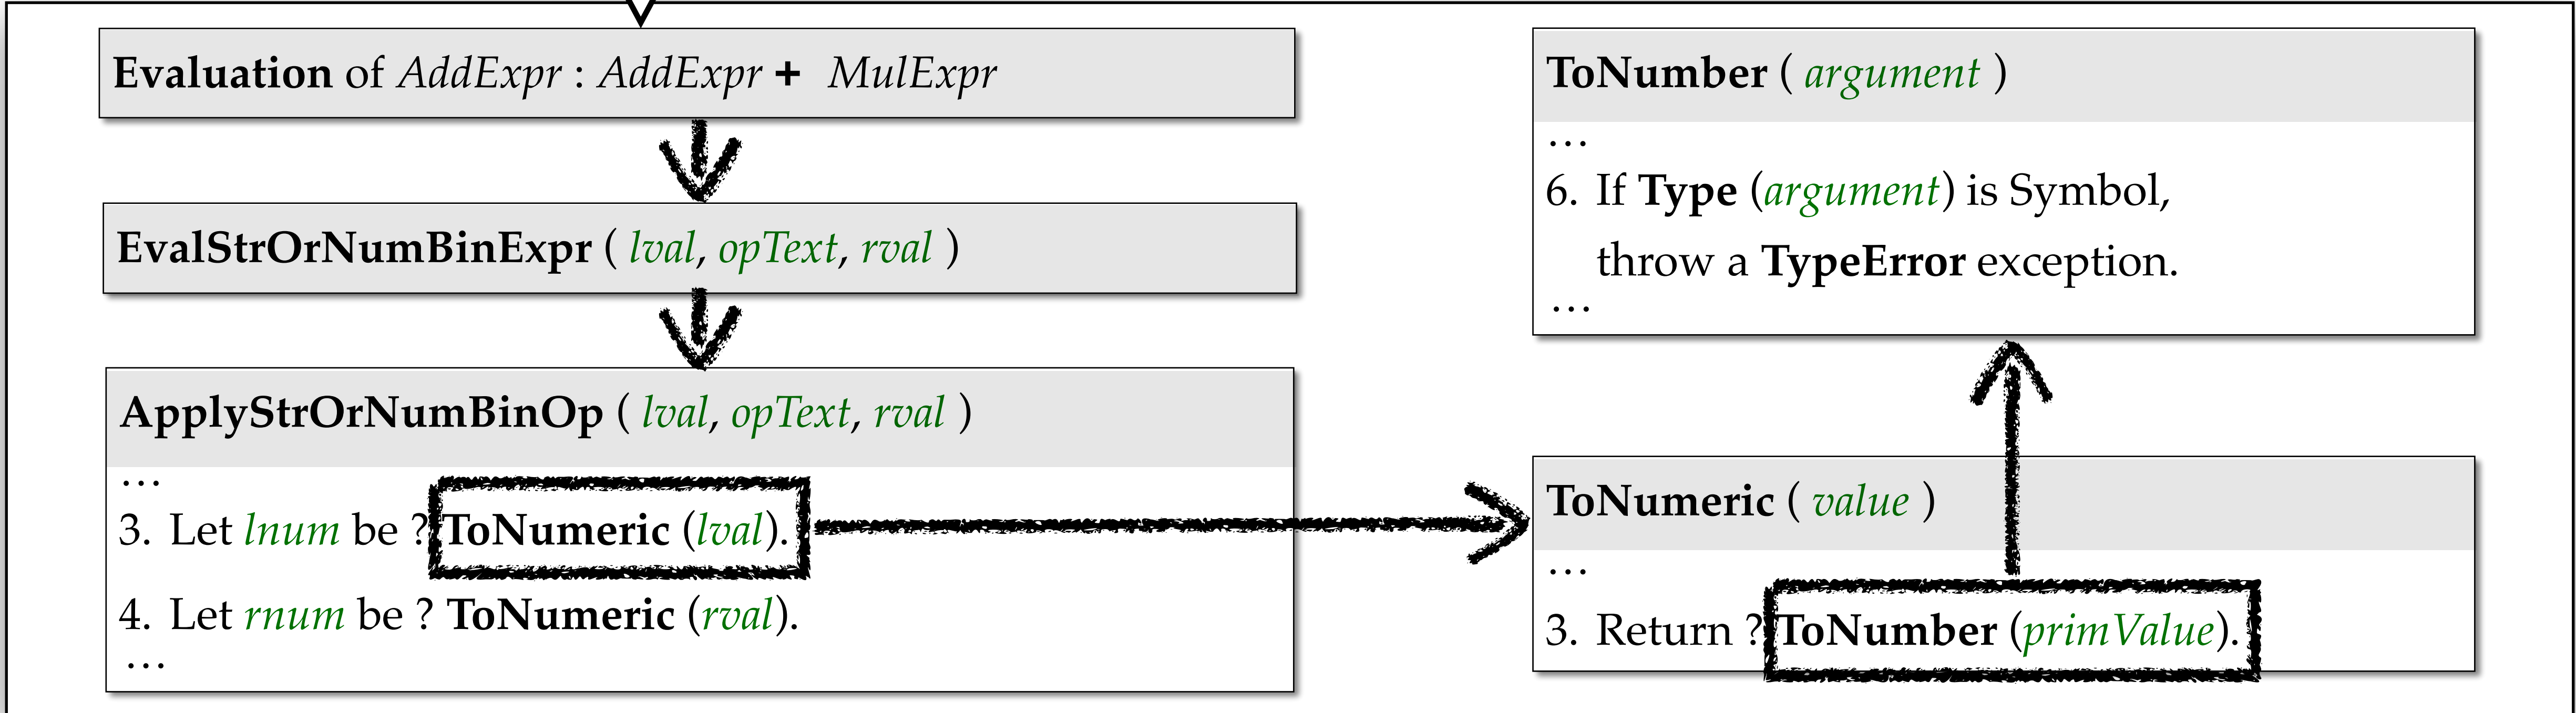 Evaluation of AddExpr : AddExpr + MulExpr
EvalStrOrNumBinExpr ( lval, opText, rval )
ApplyStrOrNumBinOp ( lval, opText, rval )
…
3. Let lnum be ? ToNumeric (lval).
4. Let rnum be ? ToNumeric (rval).
…
ToNumber ( argument )
…
6. If Type (argument) is Symbol,
throw a TypeError exception.
…
ToNumeric ( value )
…
3. Return ? ToNumber (primValue).